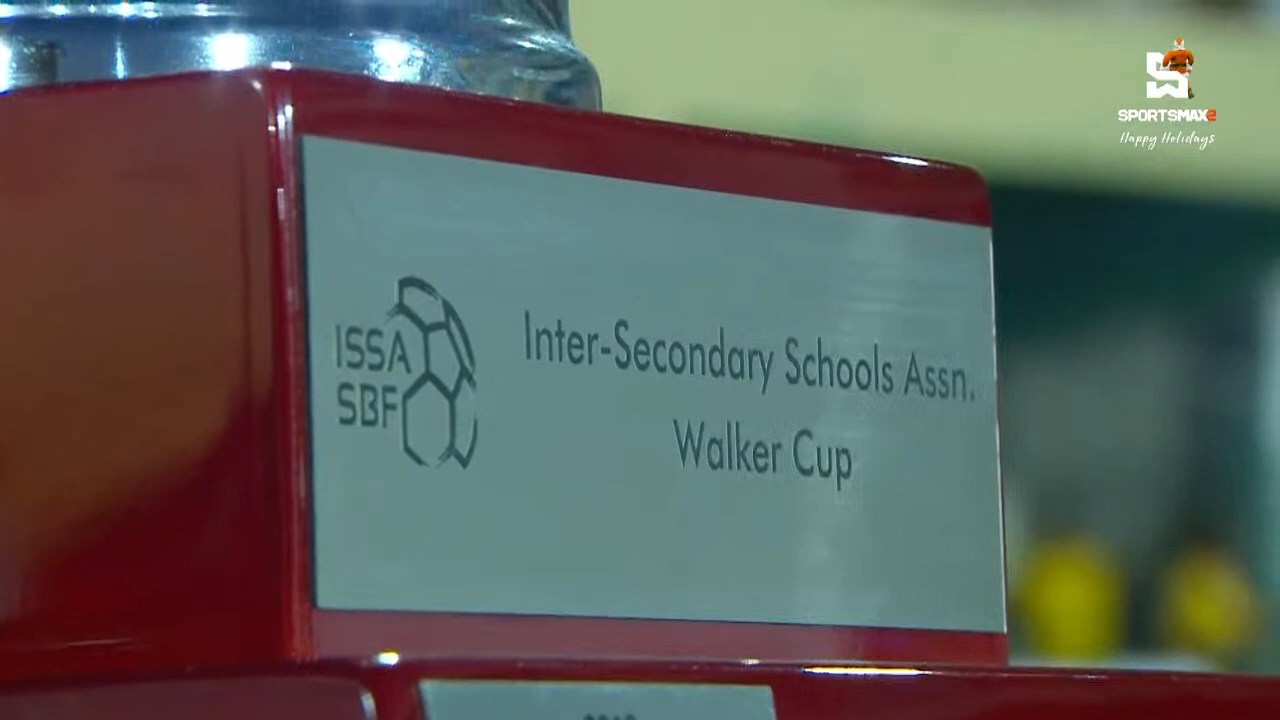 SPORTSMAX2
Happy Holidays
ISSA
SBF
Inter-Secondary Schools Assn.
Walker Cup